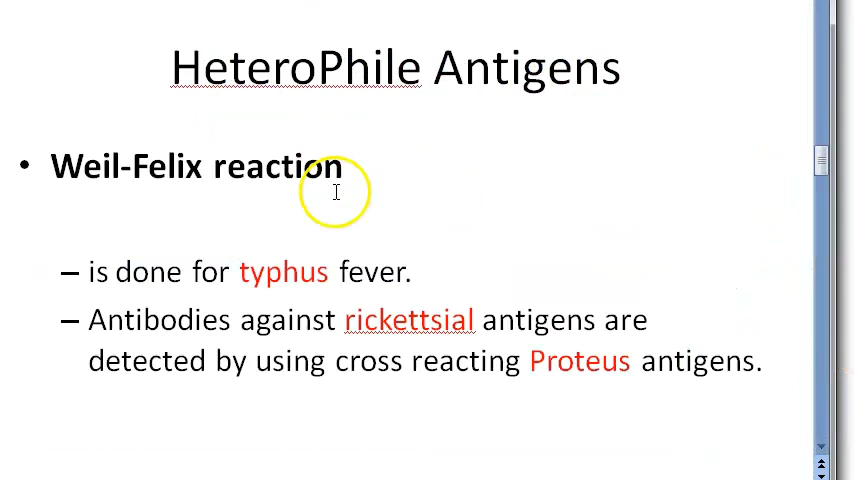 HeteroPhile Antigens
• Weil-Felix reaction
– is done for typhus fever.
– Antibodies against rickettsial antigens are
detected by using cross reacting Proteus antigens.